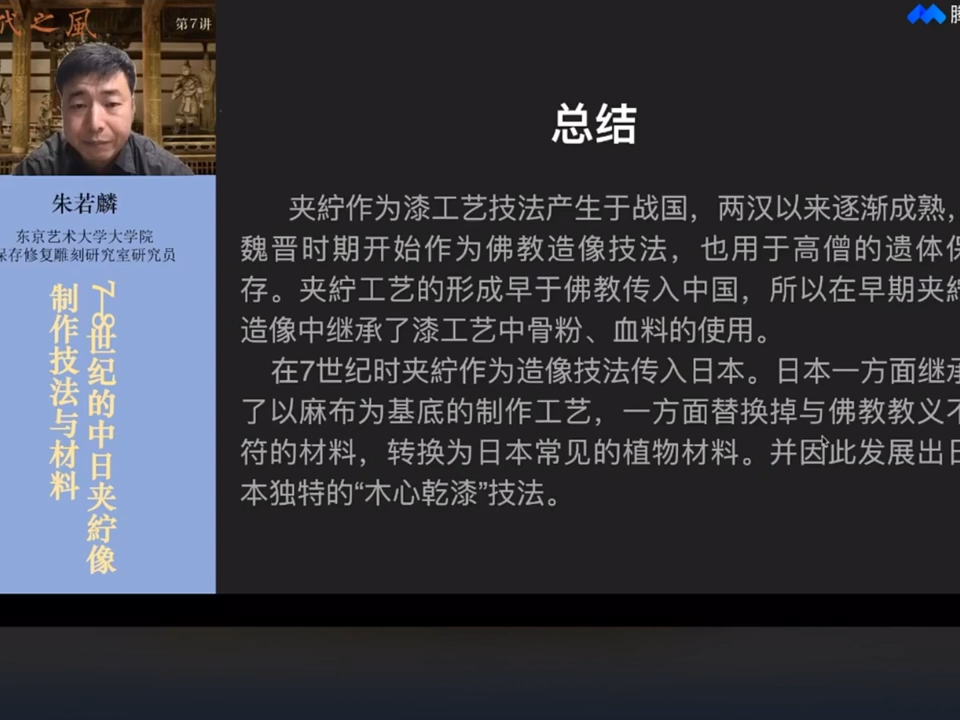 代之風
第7讲
腾
朱若麟
东京艺术大学大学院
保存修复雕刻研究室研究员
7—8世纪的中日夹紵像
制作技法与材料
总结
夹紵作为漆工艺技法产生于战国，两汉以来逐渐成熟，
魏晋时期开始作为佛教造像技法，也用于高僧的遗体保
存。夹紵工艺的形成早于佛教传入中国，所以在早期夹紵
造像中继承了漆工艺中骨粉、血料的使用。
在7世纪时夹紵作为造像技法传入日本。日本一方面继承
了以麻布为基底的制作工艺，一方面替换掉与佛教教义不
符的材料，转换为日本常见的植物材料。并因此发展出日
本独特的“木心乾漆”技法。